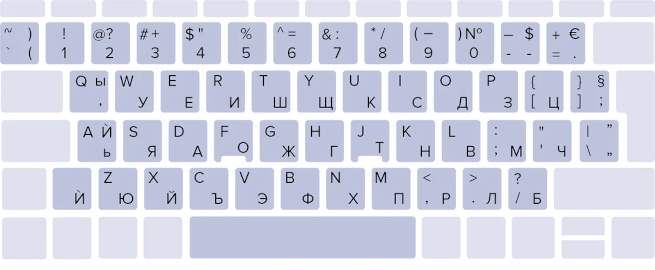 ~ ) ! @ ? # + $ " % ^ = & : * / ( – ) № – $ + €
` ( 1 2 3 4 5 6 7 8 9 0 - - = .
Q ы W E R T Y U I O P { } §
, У Е И Ш Щ К С Д З [ Ц ] ;
A Ѝ S D F G H J K L : " | ”
ь Я А О Ж Г Т Н В ; М ' Ч \ „
Z X C V B N M < > ?
Ѝ Ю Й Ъ Э Ф Х П , Р . Л / Б